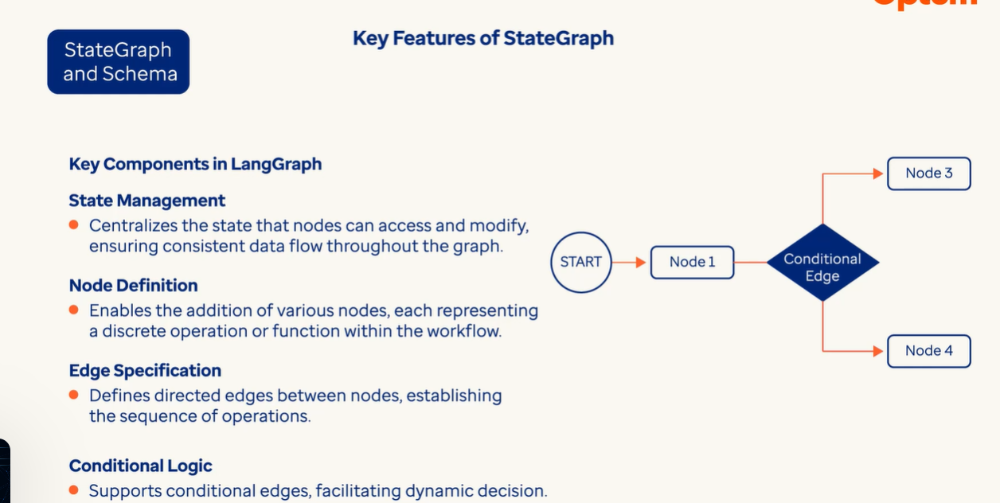 StateGraph
and Schema
Key Features of StateGraph
Key Components in LangGraph
State Management
Centralizes the state that nodes can access and modify,
ensuring consistent data flow throughout the graph.
Node Definition
Enables the addition of various nodes, each representing
a discrete operation or function within the workflow.
Edge Specification
Defines directed edges between nodes, establishing
the sequence of operations.
Conditional Logic
Supports conditional edges, facilitating dynamic decision.
START
Node 1
Conditional
Edge
Node 3
Node 4